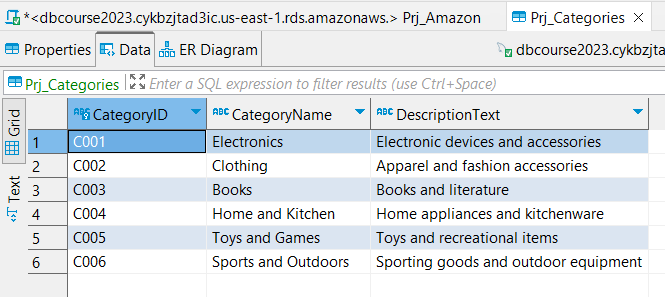 *<dbcourse2023.cykbzjtad3ic.us-east-1.rds.amazonaws.> Prj_Amazon
Prj_Categories
Properties
Data
ER Diagram
dbcourse2023.cykbzjta
Prj_Categories
Enter a SQL expression to filter results (use Ctrl+Space)
Grid
Text
CategoryID CategoryName DescriptionText
1 C001 Electronics Electronic devices and accessories
2 C002 Clothing Apparel and fashion accessories
3 C003 Books Books and literature
4 C004 Home and Kitchen Home appliances and kitchenware
5 C005 Toys and Games Toys and recreational items
6 C006 Sports and Outdoors Sporting goods and outdoor equipment